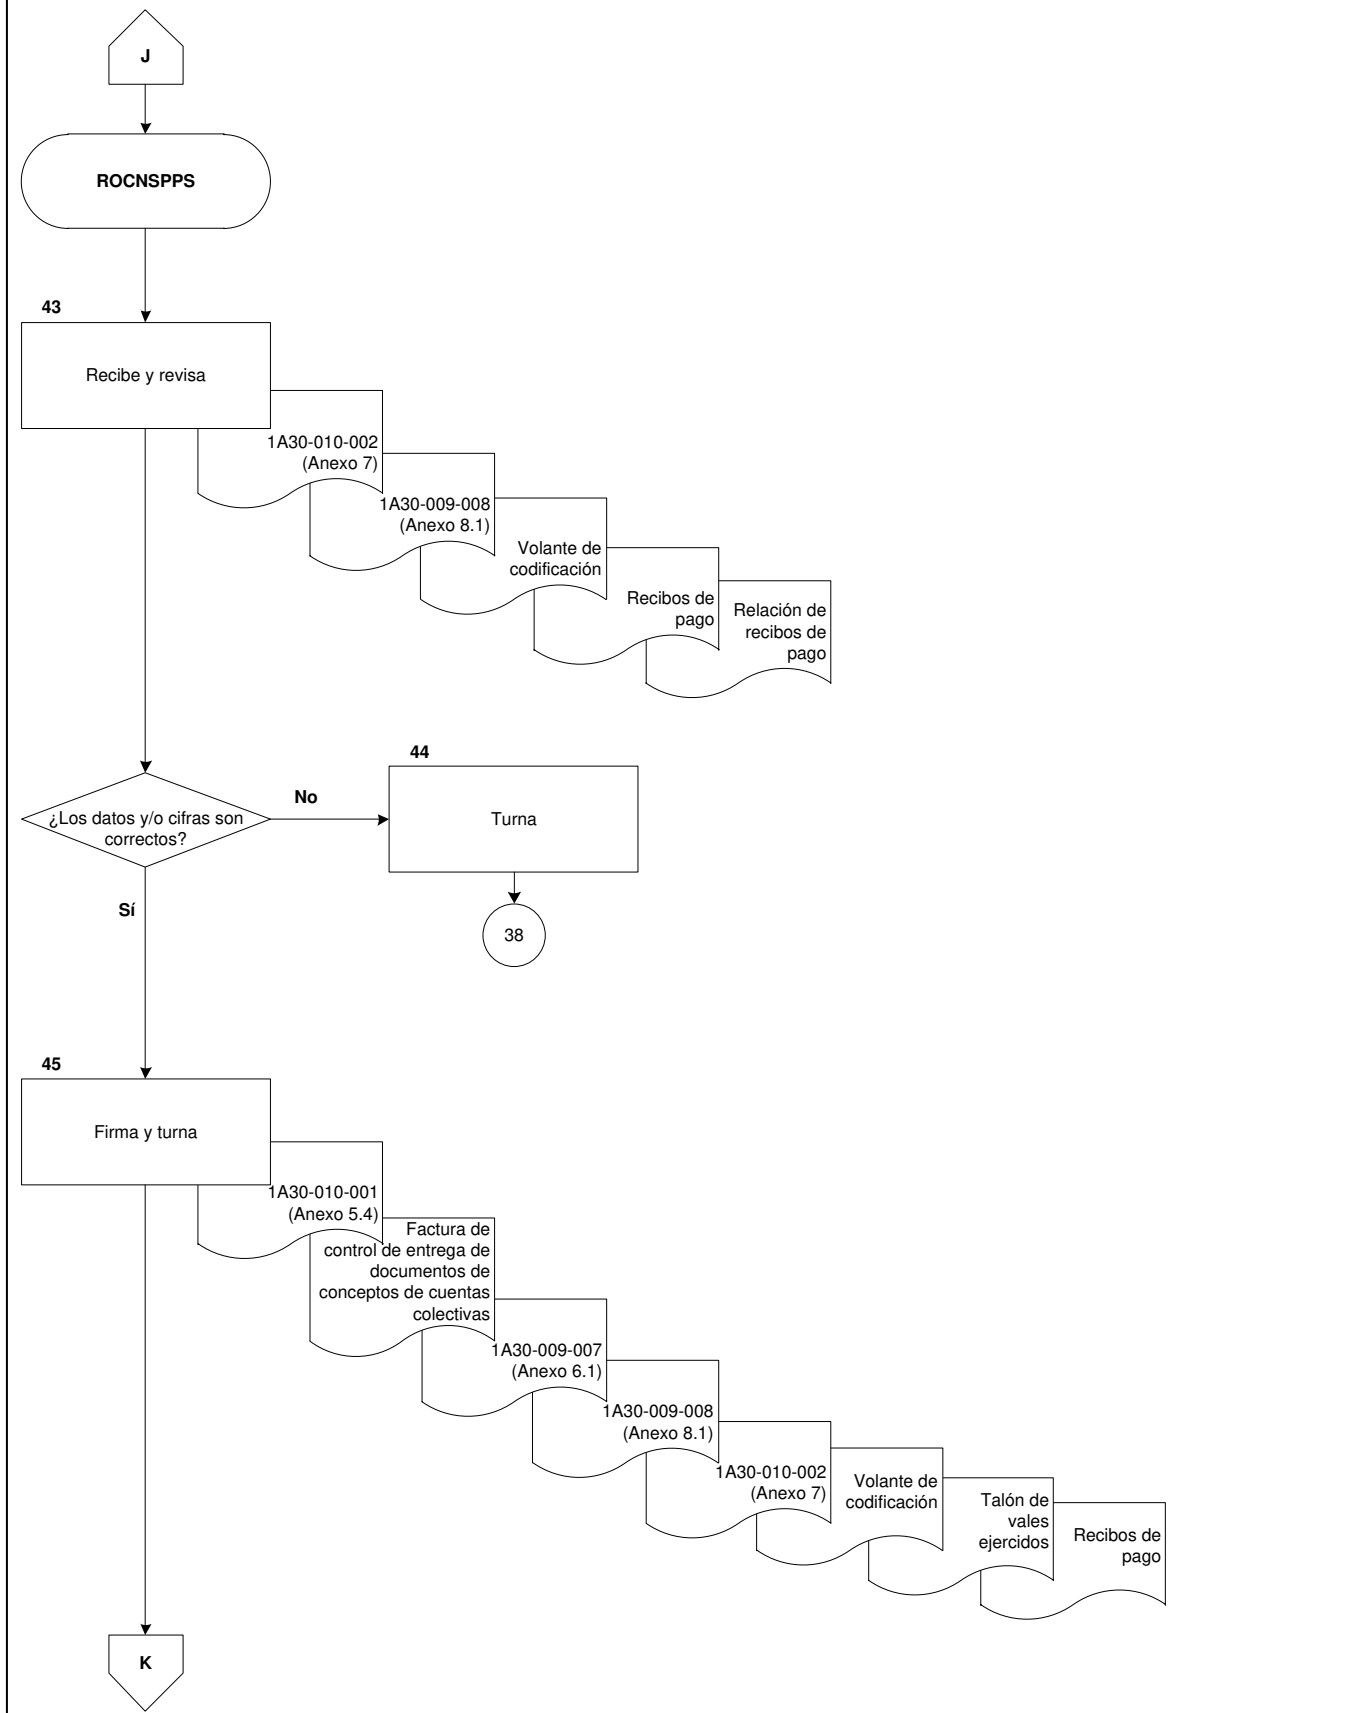 J
ROCNSPPS
43
Recibe y revisa
1A30-010-002
(Anexo 7)
1A30-009-008
(Anexo 8.1)
Volante de
codificación
Recibos de
pago
Relación de
recibos de
pago
¿Los datos y/o cifras son
correctos?
No
44
Turna
38
Sí
45
Firma y turna
1A30-010-001
(Anexo 5.4)
Factura de
control de entrega de
documentos de
conceptos de cuentas
colectivas
1A30-009-007
(Anexo 6.1)
1A30-009-008
(Anexo 8.1)
1A30-010-002
(Anexo 7)
Volante de
codificación
Talón de
vales
ejercidos
Recibos de
pago
K